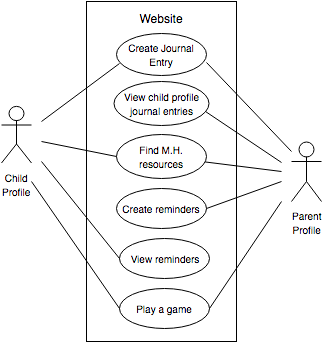 Website
Create Journal
Entry
View child profile
journal entries
Find M.H.
resources
Create reminders
View reminders
Play a game
Child
Profile
Parent
Profile